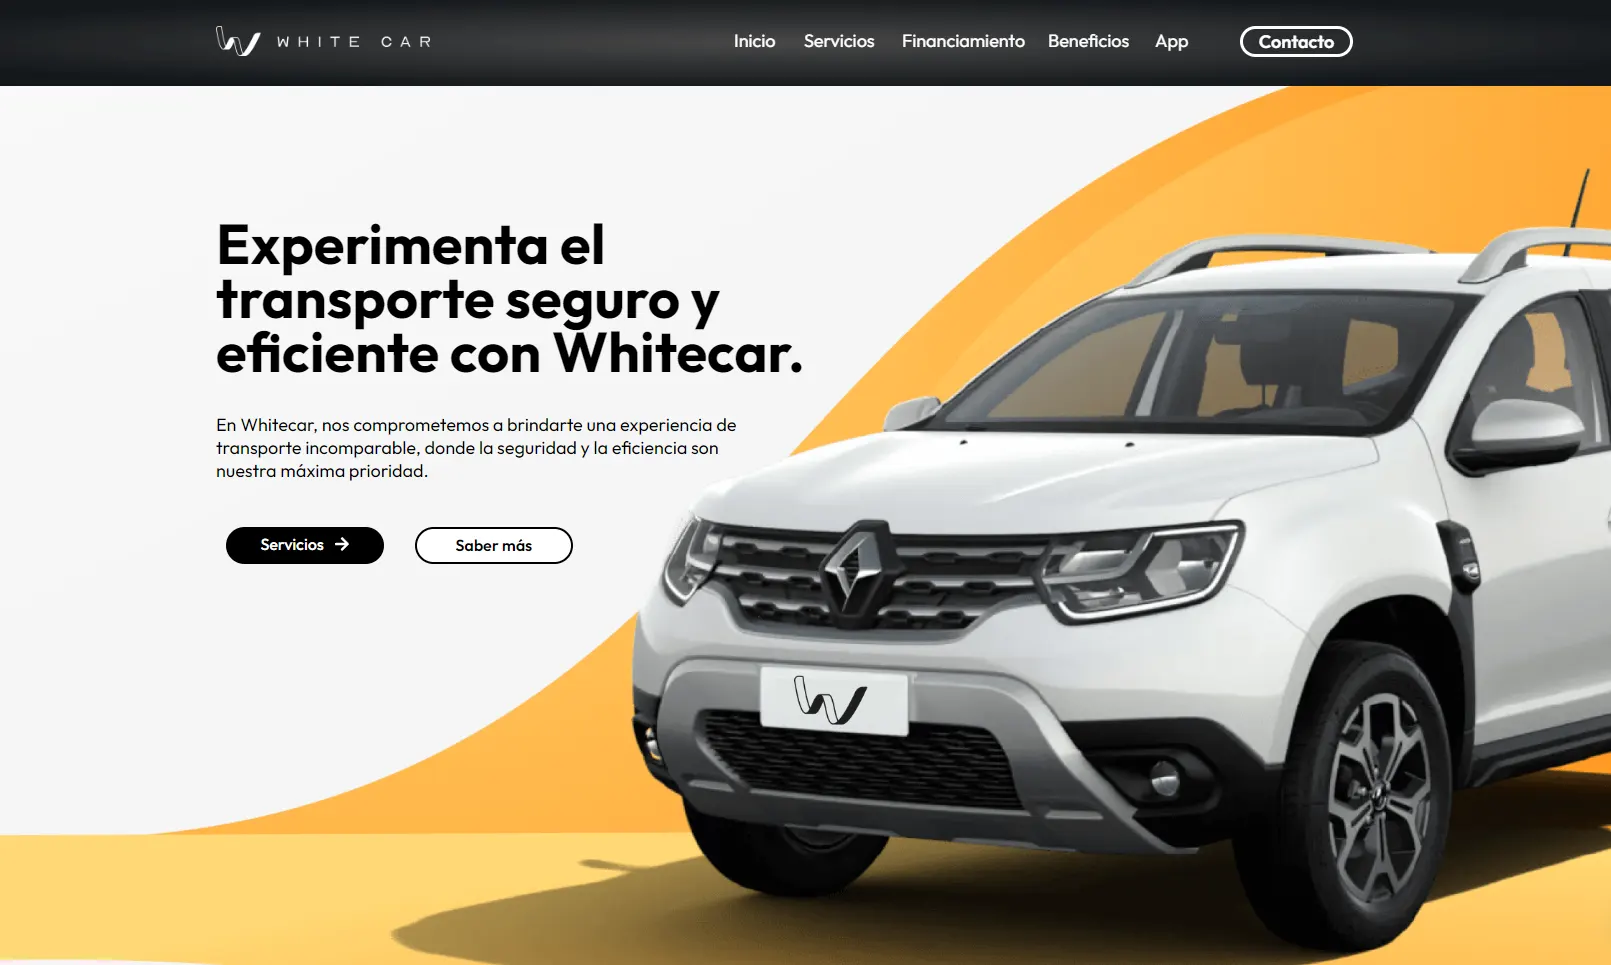 WHITE CAR
Inicio
Servicios
Financiamiento
Beneficios
App
Contacto
Experimenta el
transporte seguro y
eficiente con Whitecar.
En Whitecar, nos comprometemos a brindarte una experiencia de
transporte incomparable, donde la seguridad y la eficiencia son
nuestra máxima prioridad.
Servicios
Saber más